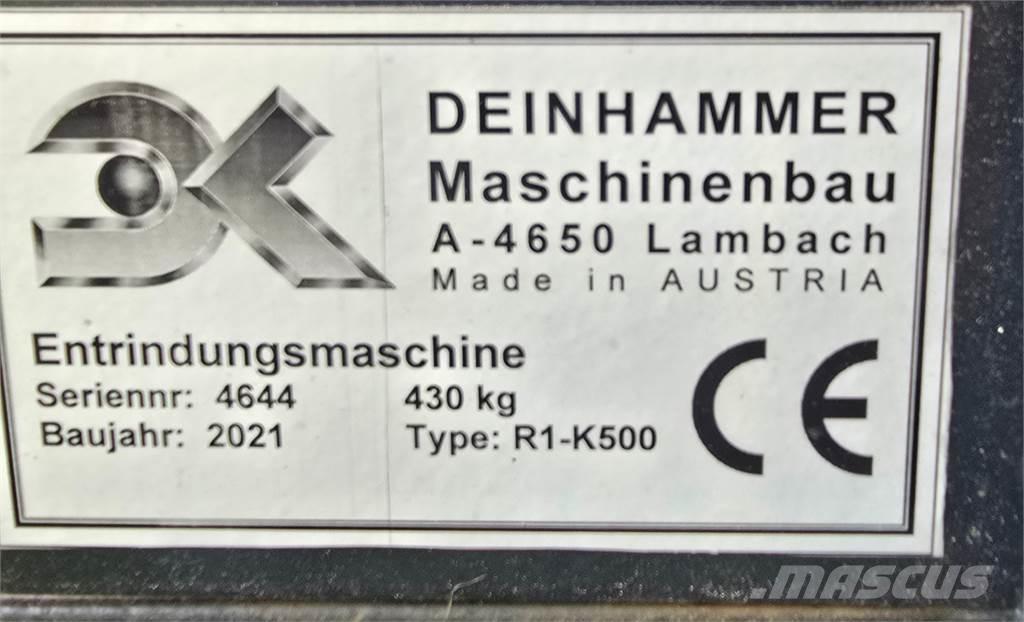 DEINHAMMER
Maschinenbau
A-4650 Lambach
Made in AUSTRIA
Entrindungsmaschine
Seriennr: 4644 430 kg
Baujahr: 2021 Type: R1-K500
CE
MASCUS